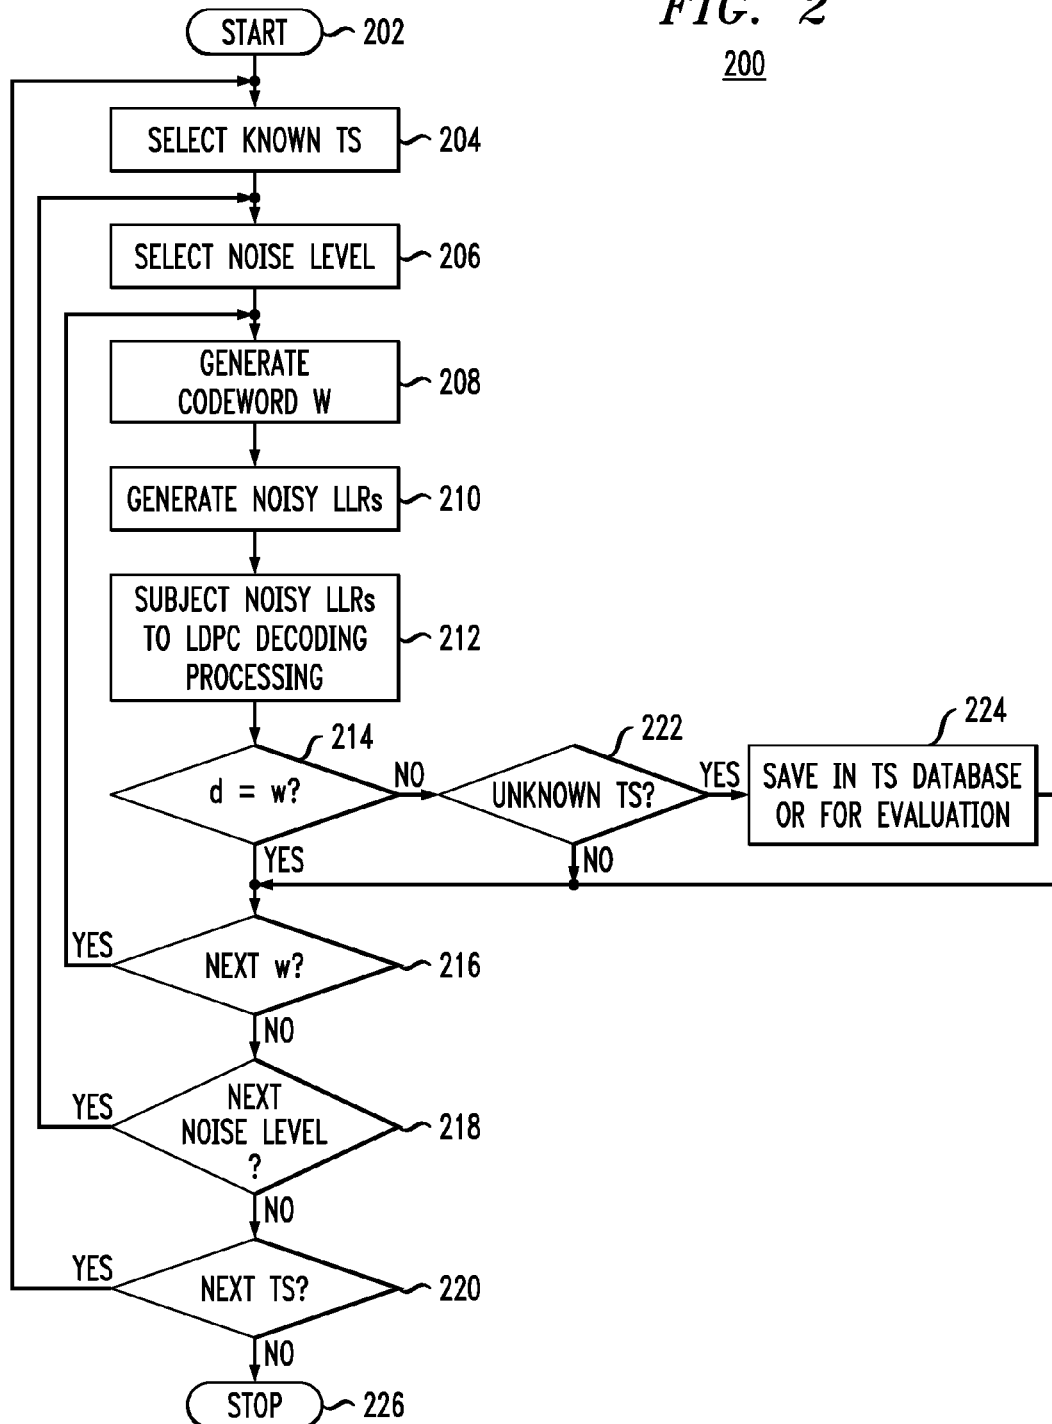 FIG. 2
200
START
202
SELECT KNOWN TS
204
SELECT NOISE LEVEL
206
GENERATE
CODEWORD W
208
GENERATE NOISY LLRs
210
SUBJECT NOISY LLRs
TO LDPC DECODING
PROCESSING
212
d = w?
214
NO
UNKNOWN TS?
222
YES
SAVE IN TS DATABASE
OR FOR EVALUATION
224
YES
NO
NEXT w?
216
YES
NO
NEXT
NOISE LEVEL
?
218
YES
NO
NEXT TS?
220
YES
NO
STOP
226